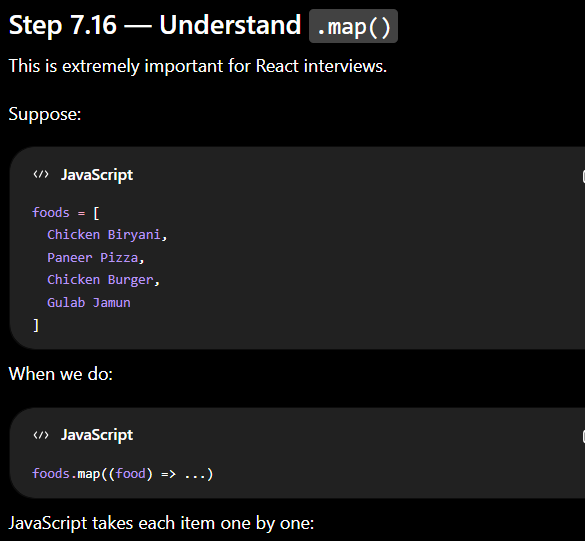 Step 7.16 — Understand .map()
This is extremely important for React interviews.
Suppose:
</> JavaScript
foods = [
Chicken Biryani,
Paneer Pizza,
Chicken Burger,
Gulab Jamun
]
When we do:
</> JavaScript
foods.map((food) => ...)
JavaScript takes each item one by one: